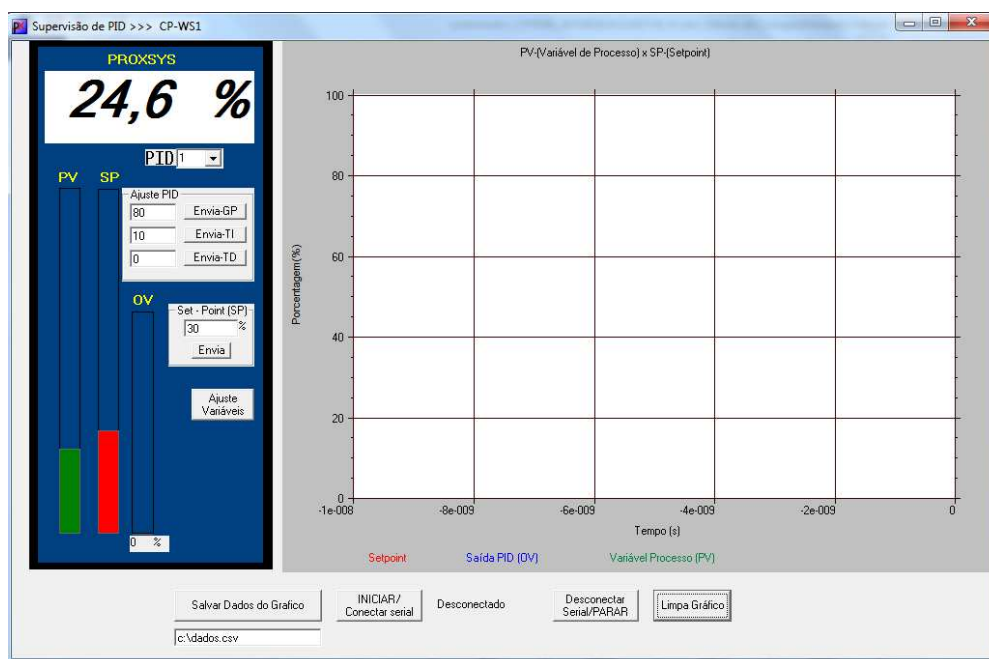 Supervisão de PID >>> CP-WS1
PROXSYS
24,6 %
PID 1
PV SP
Ajuste PID
80 Envia-GP
10 Envia-TI
0 Envia-TD
OV
Set - Point (SP)
30 %
Envia
Ajuste
Variáveis
0 %
PV-(Variável de Processo) x SP-(Setpoint)
Porcentagem(%)
100
80
60
40
20
0
-1e-008 -8e-009 -6e-009 -4e-009 -2e-009 0
Tempo (s)
Setpoint Saída PID (OV) Variável Processo (PV)
Salvar Dados do Grafico
INICIAR/
Conectar serial
Desconectado
Desconectar
Serial/PARAR
Limpa Gráfico
c:\dados.csv